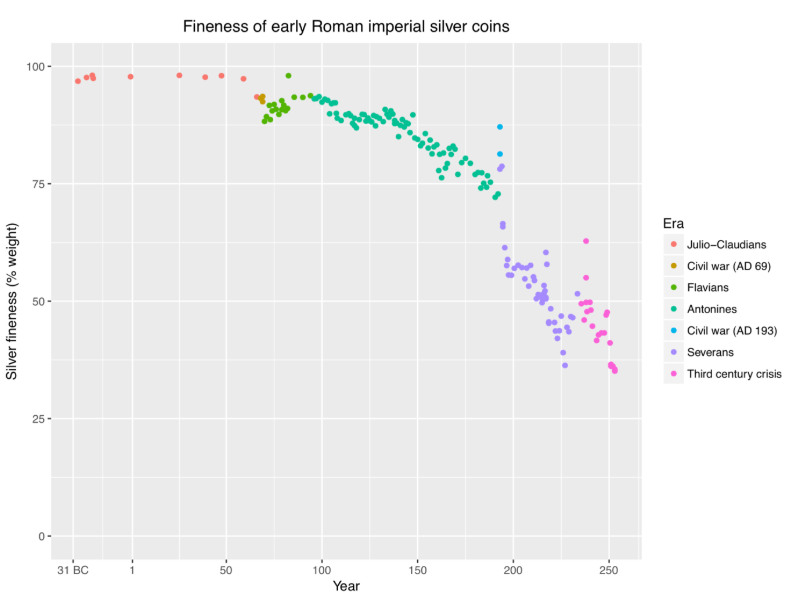 Fineness of early Roman imperial silver coins
Silver fineness (% weight)
100
75
50
25
0
31 BC
1
50
100
150
200
250
Year
Era
Julio−Claudians
Civil war (AD 69)
Flavians
Antonines
Civil war (AD 193)
Severans
Third century crisis